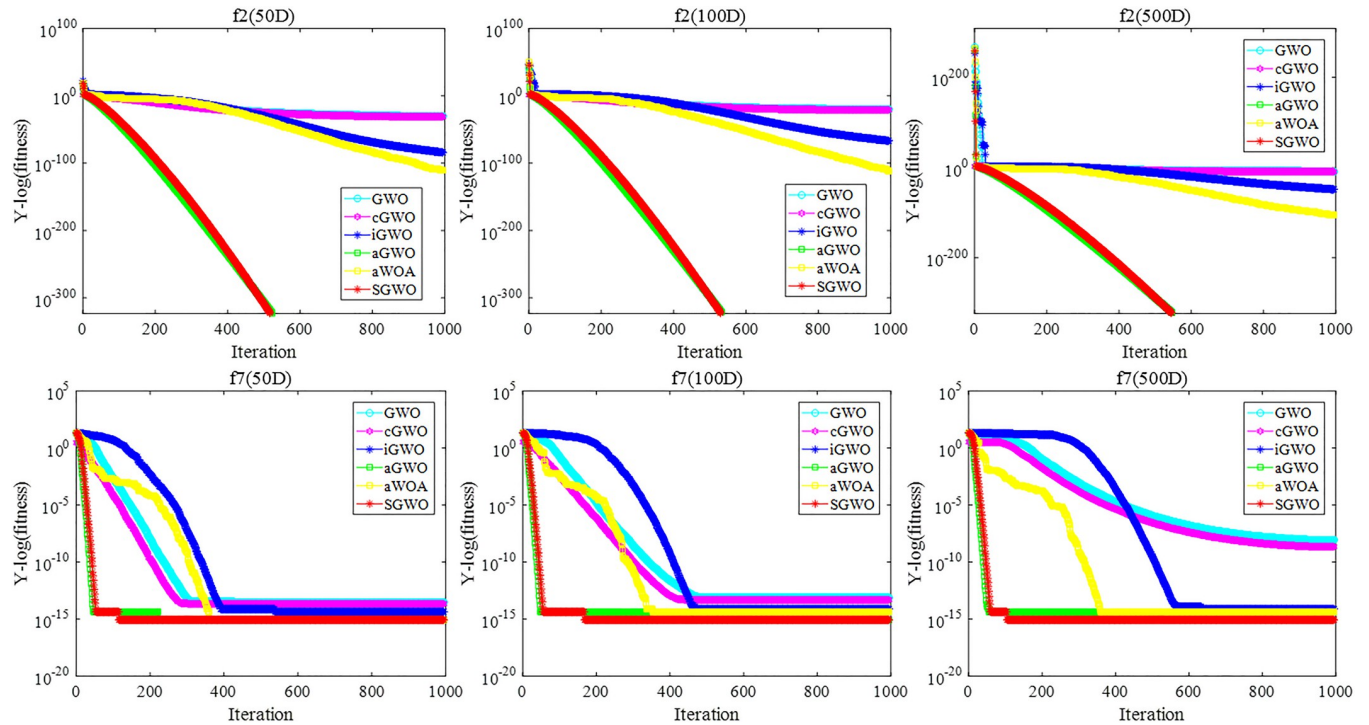 f2(50D)
10^100
10^0
10^-100
10^-200
10^-300
Y-log(fitness)
GWO
cGWO
iGWO
aGWO
aWOA
SGWO
0 200 400 600 800 1000
Iteration
f2(100D)
10^100
10^0
10^-100
10^-200
10^-300
Y-log(fitness)
GWO
cGWO
iGWO
aGWO
aWOA
SGWO
0 200 400 600 800 1000
Iteration
f2(500D)
10^200
10^0
10^-200
Y-log(fitness)
GWO
cGWO
iGWO
aGWO
aWOA
SGWO
0 200 400 600 800 1000
Iteration
f7(50D)
10^5
10^0
10^-5
10^-10
10^-15
10^-20
Y-log(fitness)
GWO
cGWO
iGWO
aGWO
aWOA
SGWO
0 200 400 600 800 1000
Iteration
f7(100D)
10^5
10^0
10^-5
10^-10
10^-15
10^-20
Y-log(fitness)
GWO
cGWO
iGWO
aGWO
aWOA
SGWO
0 200 400 600 800 1000
Iteration
f7(500D)
10^5
10^0
10^-5
10^-10
10^-15
10^-20
Y-log(fitness)
GWO
cGWO
iGWO
aGWO
aWOA
SGWO
0 200 400 600 800 1000
Iteration